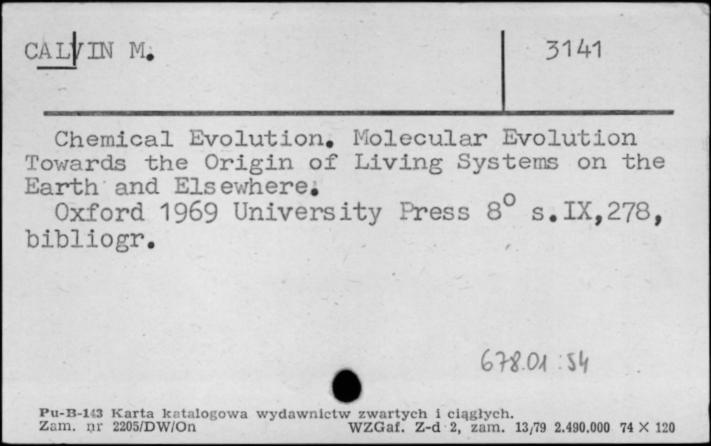 CALVIN M. 3141
Chemical Evolution. Molecular Evolution
Towards the Origin of Living Systems on the
Earth and Elsewhere.
Oxford 1969 University Press 8° s.IX,278,
bibliogr.
678.01:54
Pu-B-143 Karta katalogowa wydawnictw zwartych i ciągłych.
Zam. nr 2205/DW/On WZGaf. Z-d 2, zam. 13/79 2.490.000 74 X 120